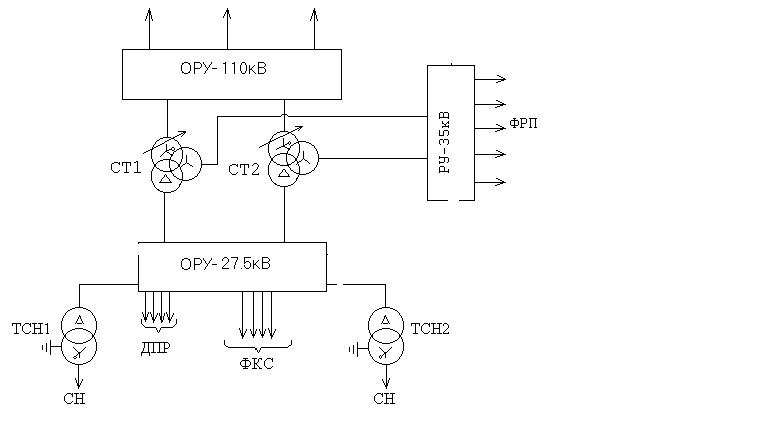 ОРУ-110кВ
РУ-35кВ
ФРП
СТ1
СТ2
ОРУ-27.5кВ
ТСН1
ТСН2
ДПР
ФКС
СН
СН